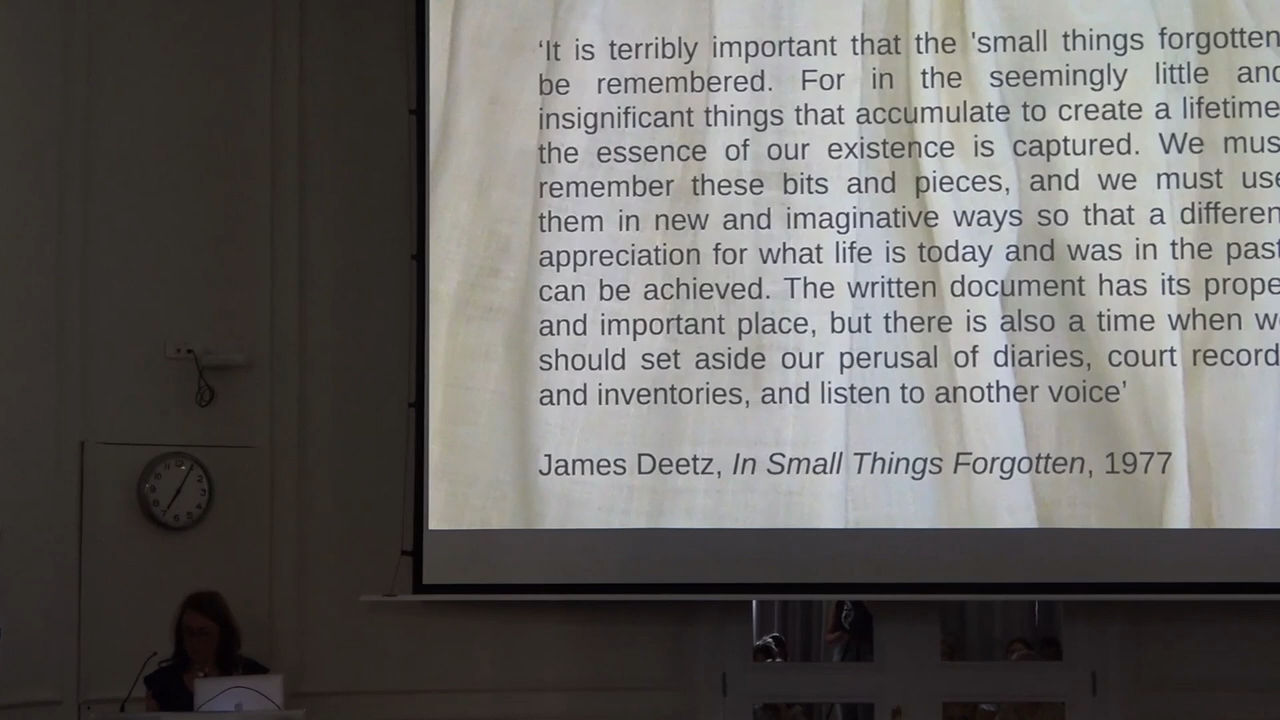 ‘It is terribly important that the 'small things forgotten
be remembered. For in the seemingly little and
insignificant things that accumulate to create a lifetime
the essence of our existence is captured. We mus
remember these bits and pieces, and we must use
them in new and imaginative ways so that a differen
appreciation for what life is today and was in the past
can be achieved. The written document has its prope
and important place, but there is also a time when we
should set aside our perusal of diaries, court record
and inventories, and listen to another voice’
James Deetz, In Small Things Forgotten, 1977